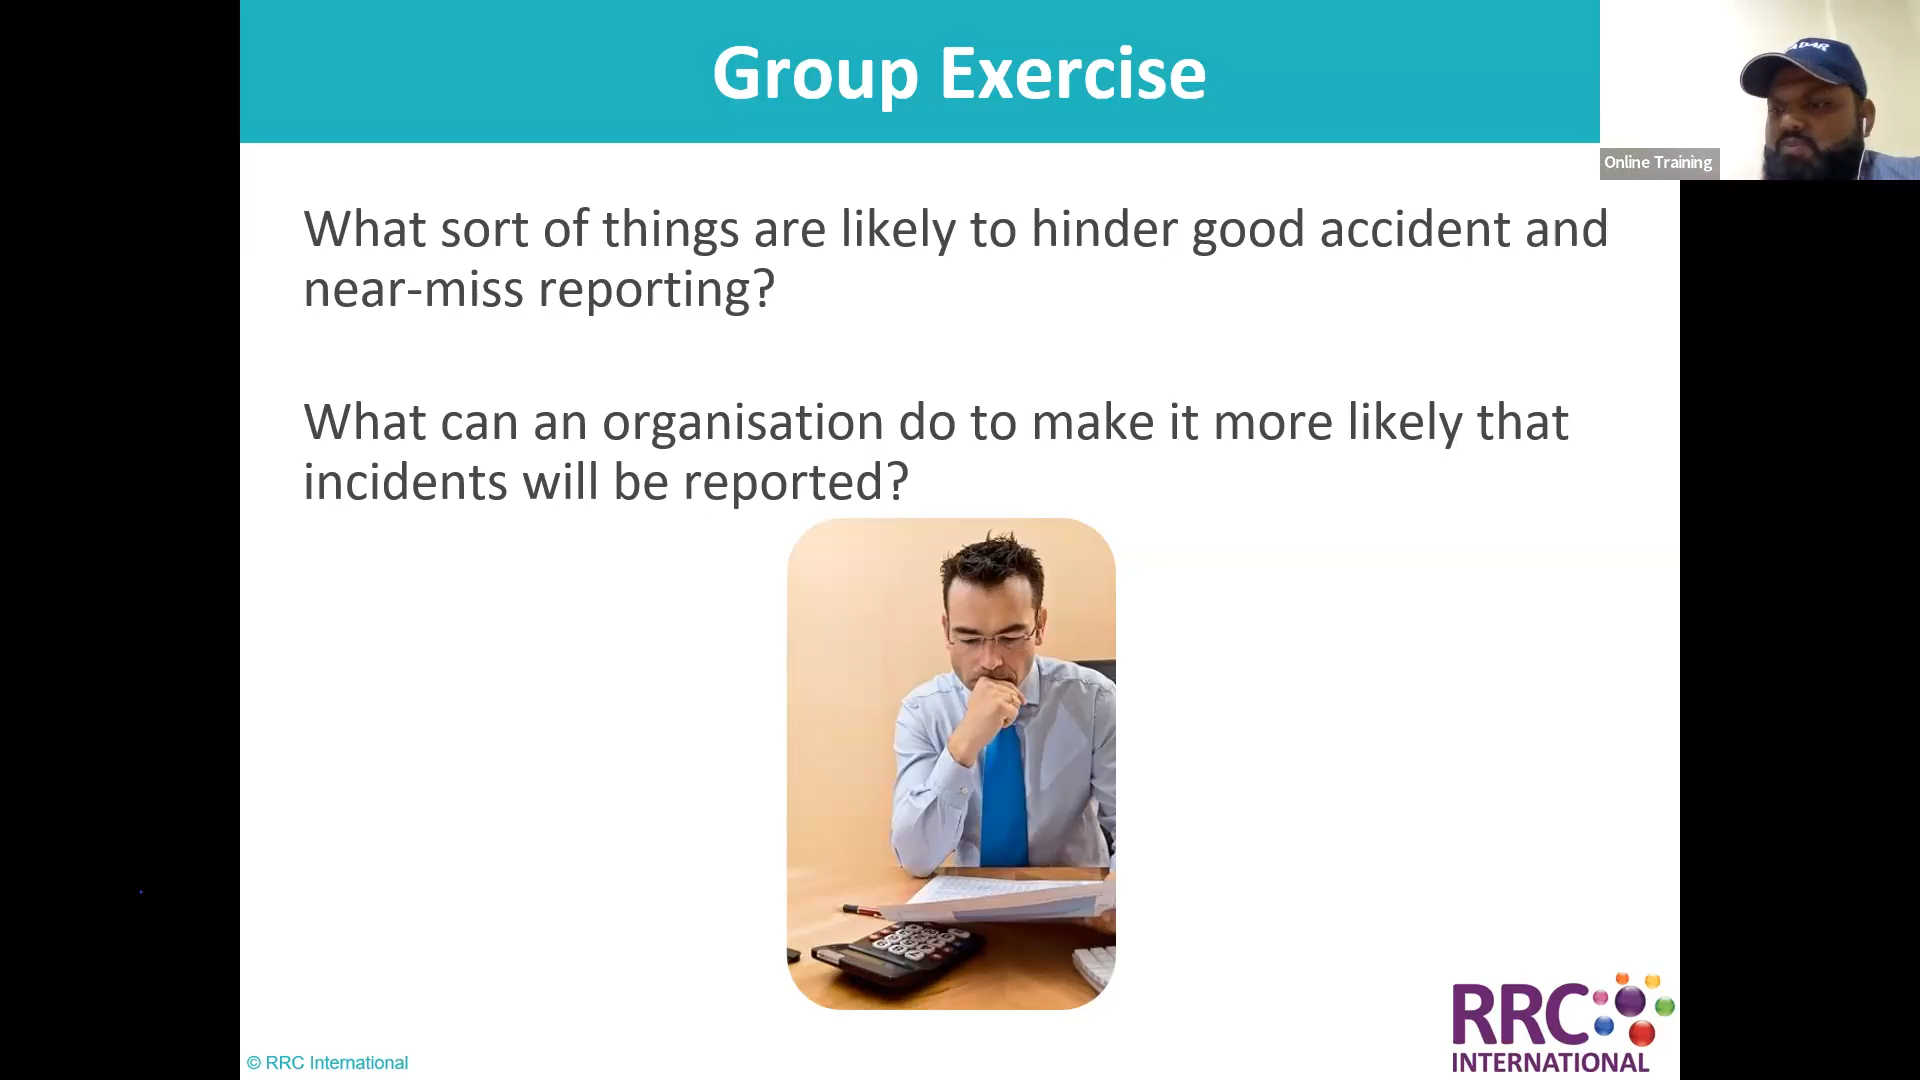 Group Exercise
Online Training
What sort of things are likely to hinder good accident and
near-miss reporting?
What can an organisation do to make it more likely that
incidents will be reported?
RRC
INTERNATIONAL
© RRC International